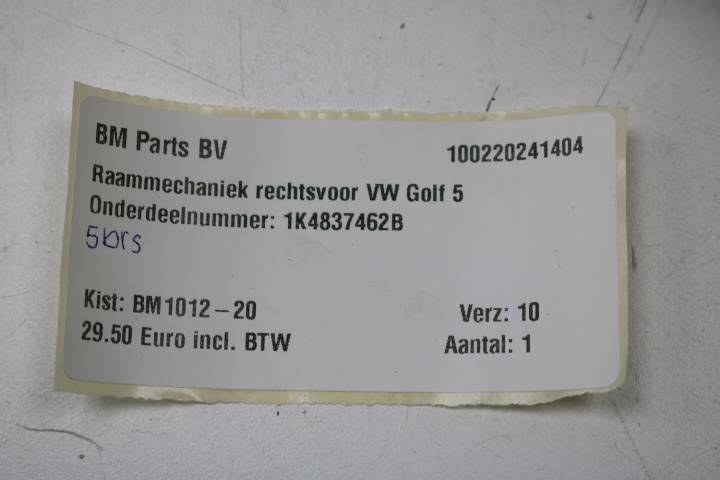 BM Parts BV 100220241404
Raammechaniek rechtsvoor VW Golf 5
Onderdeelnummer: 1K4837462B
5brs
Kist: BM1012-20 Verz: 10
29.50 Euro incl. BTW Aantal: 1